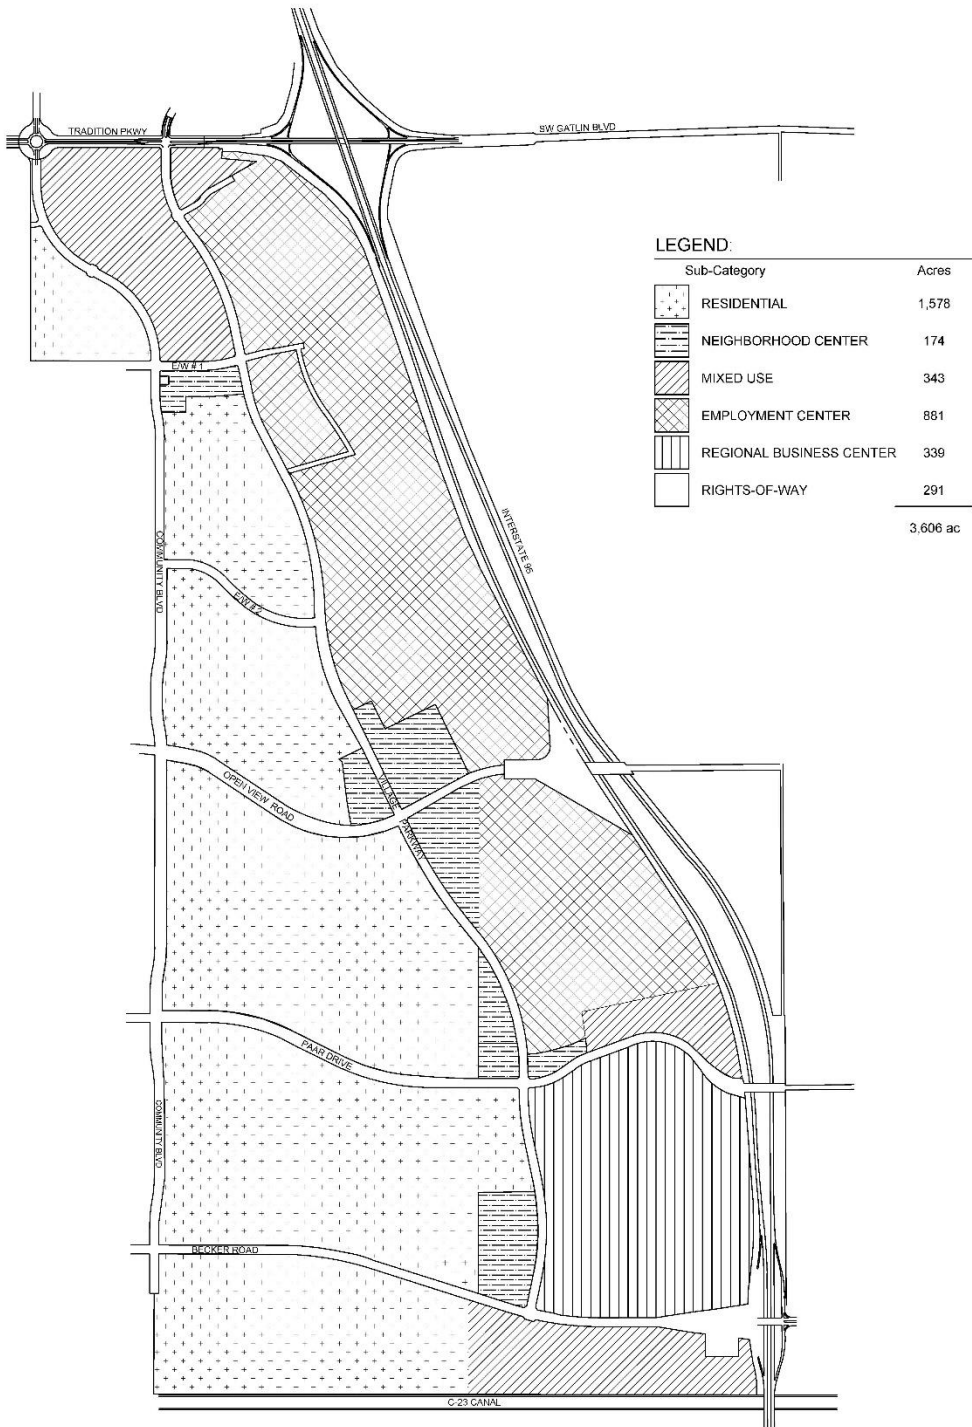 TRADITION PKWY
SW GATLIN BLVD
LEGEND:
Sub-Category Acres
RESIDENTIAL 1,578
NEIGHBORHOOD CENTER 174
MIXED USE 343
EMPLOYMENT CENTER 881
REGIONAL BUSINESS CENTER 339
RIGHTS-OF-WAY 291
3,606 ac
E/W # 1
INTERSTATE 95
COMMUNITY BLVD
E/W # 2
OPEN VIEW ROAD
VILLAGE PARKWAY
PAAR DRIVE
COMMUNITY BLVD
BECKER ROAD
C-23 CANAL